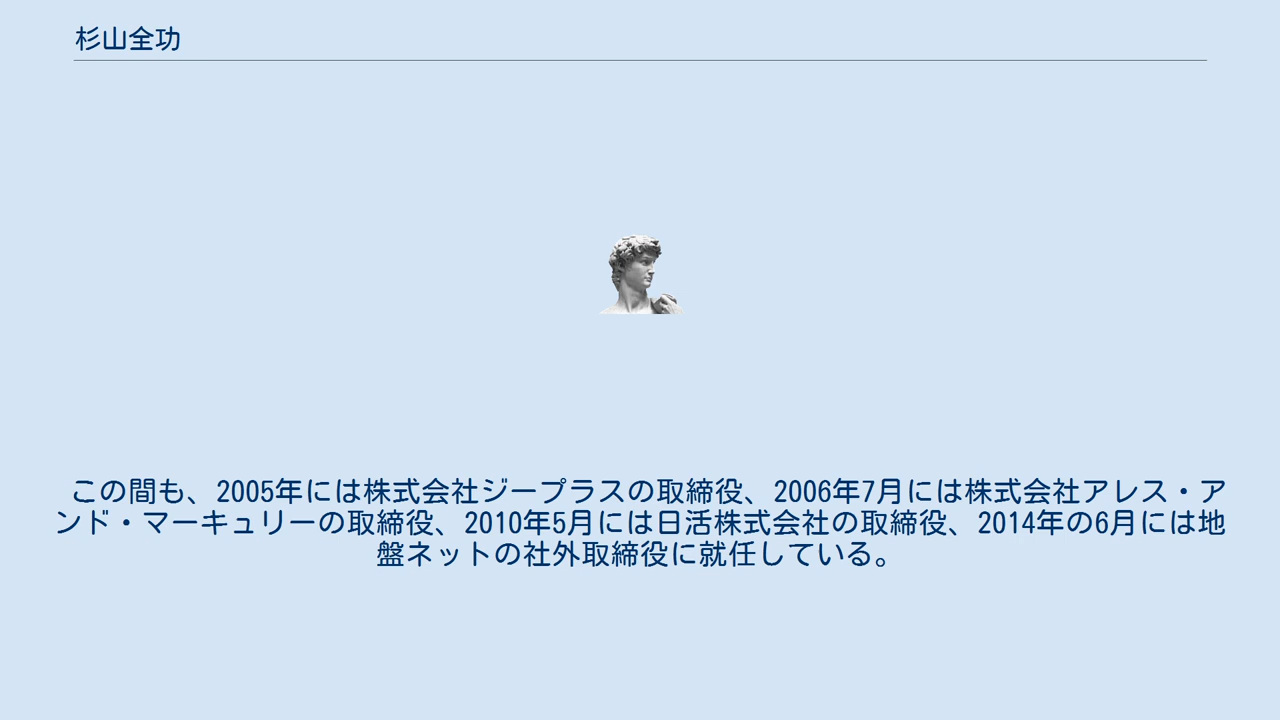 杉山全功
この間も、2005年には株式会社ジープラスの取締役、2006年7月には株式会社アレス・ア
ンド・マーキュリーの取締役、2010年5月には日活株式会社の取締役、2014年の6月には地
盤ネットの社外取締役に就任している。